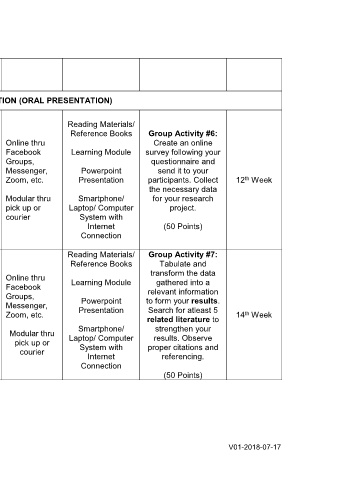 TION (ORAL PRESENTATION)
Online thru
Facebook
Groups,
Messenger,
Zoom, etc.
Modular thru
pick up or
courier
Reading Materials/
Reference Books
Learning Module
Powerpoint
Presentation
Smartphone/
Laptop/ Computer
System with
Internet
Connection
Group Activity #6:
Create an online
survey following your
questionnaire and
send it to your
participants. Collect
the necessary data
for your research
project.
(50 Points)
12th Week
Online thru
Facebook
Groups,
Messenger,
Zoom, etc.
Modular thru
pick up or
courier
Reading Materials/
Reference Books
Learning Module
Powerpoint
Presentation
Smartphone/
Laptop/ Computer
System with
Internet
Connection
Group Activity #7:
Tabulate and
transform the data
gathered into a
relevant information
to form your results.
Search for atleast 5
related literature to
strengthen your
results. Observe
proper citations and
referencing.
(50 Points)
14th Week
V01-2018-07-17